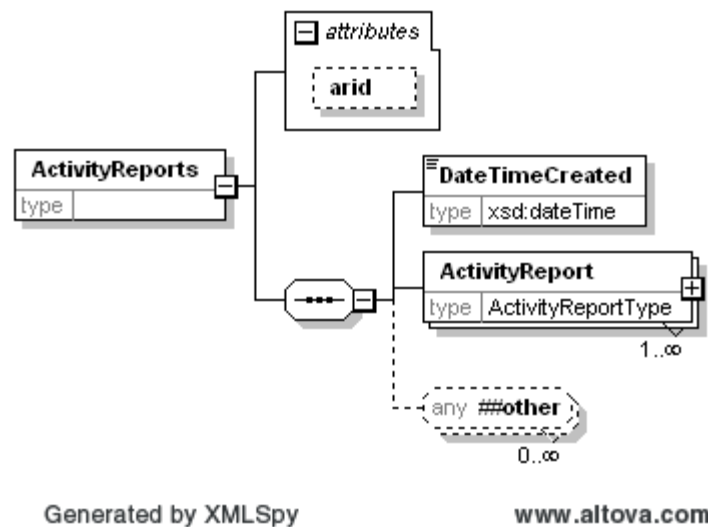 attributes
arid
ActivityReports
type
DateTimeCreated
type xsd:dateTime
ActivityReport
type ActivityReportType
1..∞
any ##other
0..∞
Generated by XMLSpy www.altova.com